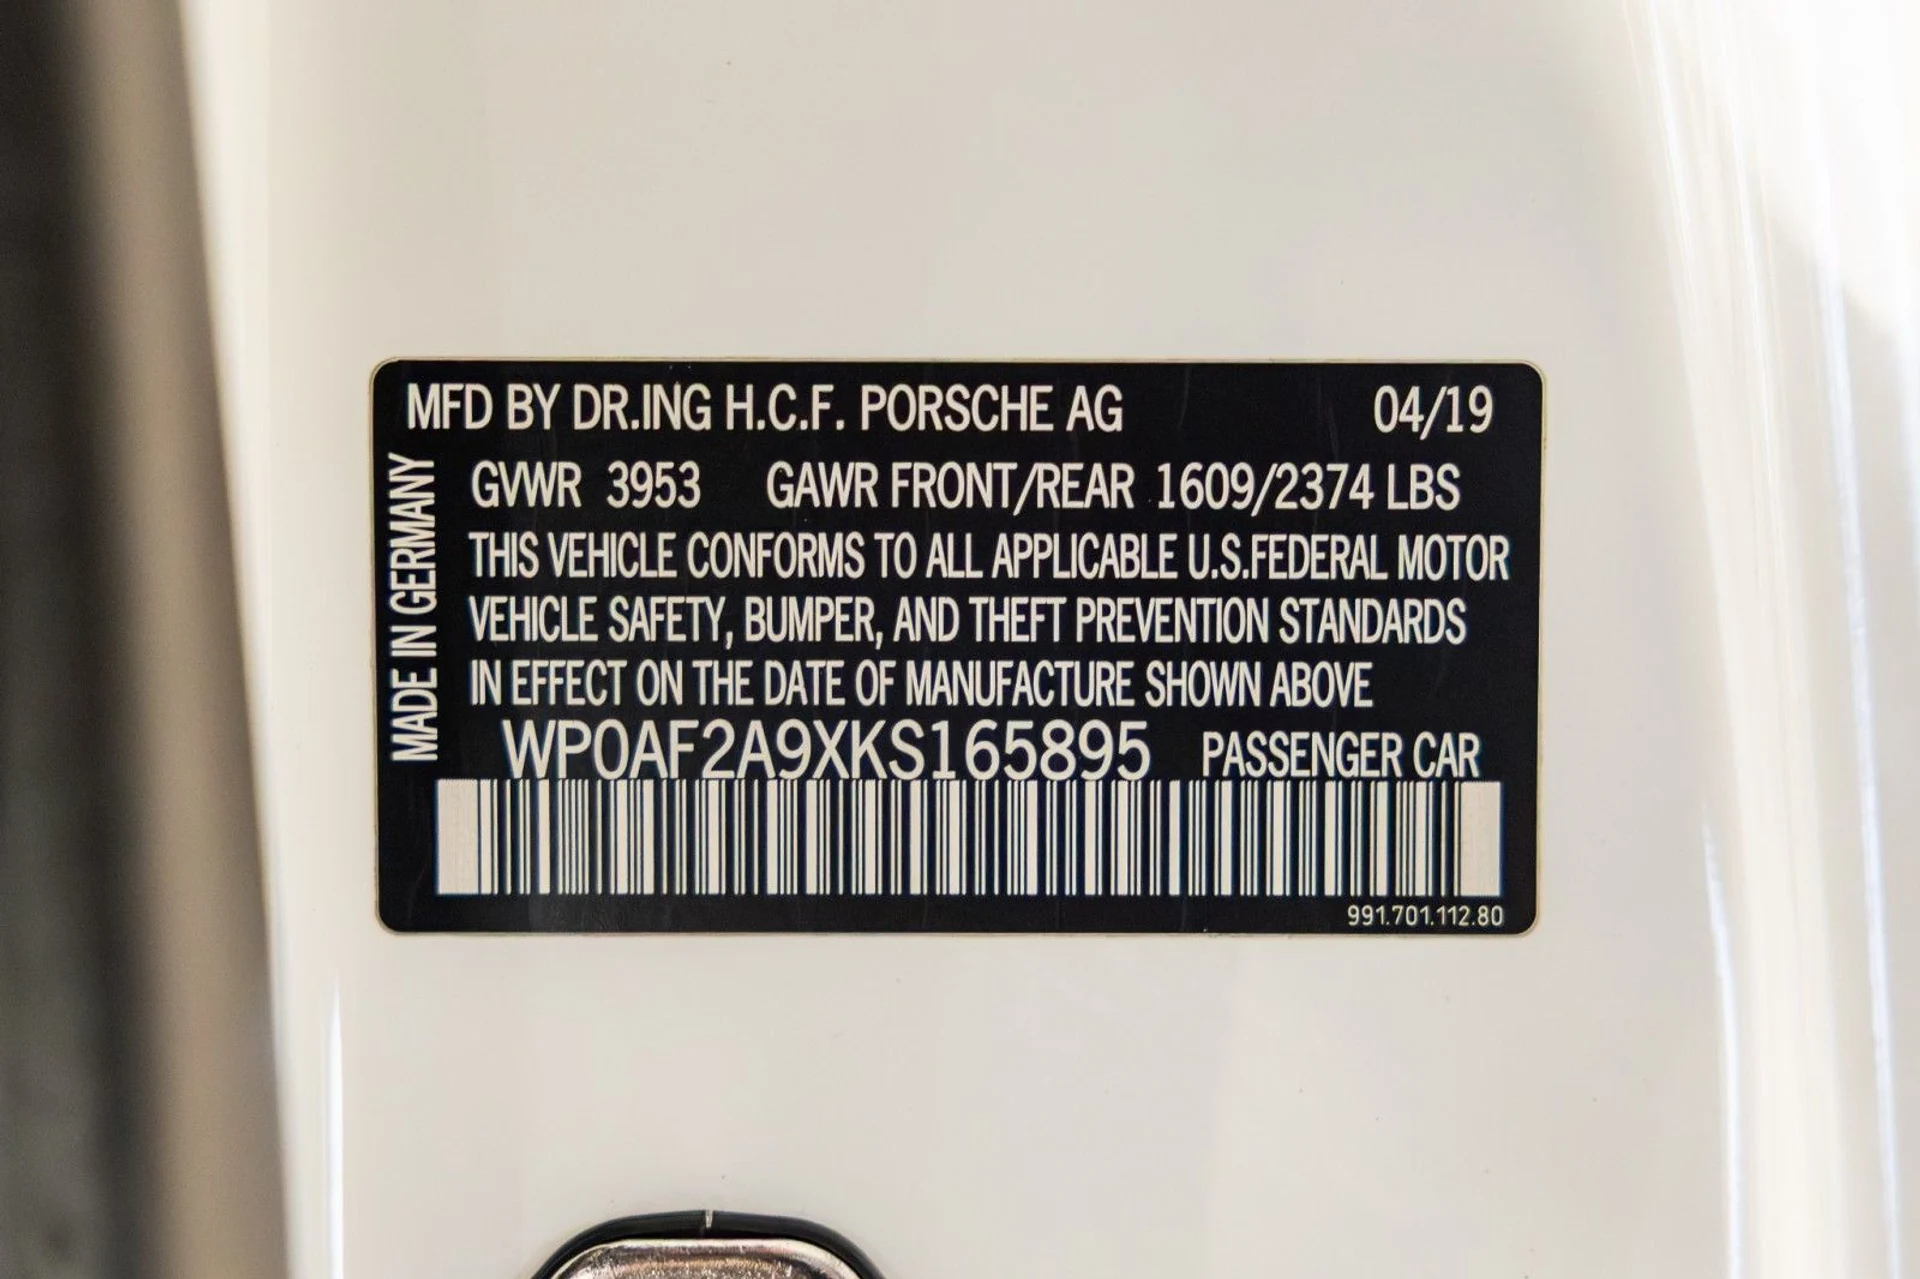 MFD BY DR.ING H.C.F. PORSCHE AG 04/19
MADE IN GERMANY
GVWR 3953 GAWR FRONT/REAR 1609/2374 LBS
THIS VEHICLE CONFORMS TO ALL APPLICABLE U.S.FEDERAL MOTOR
VEHICLE SAFETY, BUMPER, AND THEFT PREVENTION STANDARDS
IN EFFECT ON THE DATE OF MANUFACTURE SHOWN ABOVE
WP0AF2A9XKS165895 PASSENGER CAR
991.701.112.80